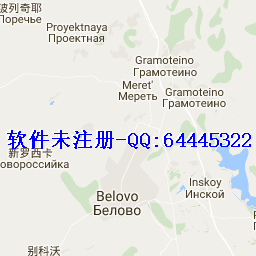 波列奇耶
Поречье
Proyektnaya
Проектная
Gramoteino
Грамотеино
Meret'
Мереть
Gramoteino
Грамотеино
软件未注册-QQ:64445322
新罗西卡
овороссийка
Belovo
Белово
Inskoy
Инской
别科沃